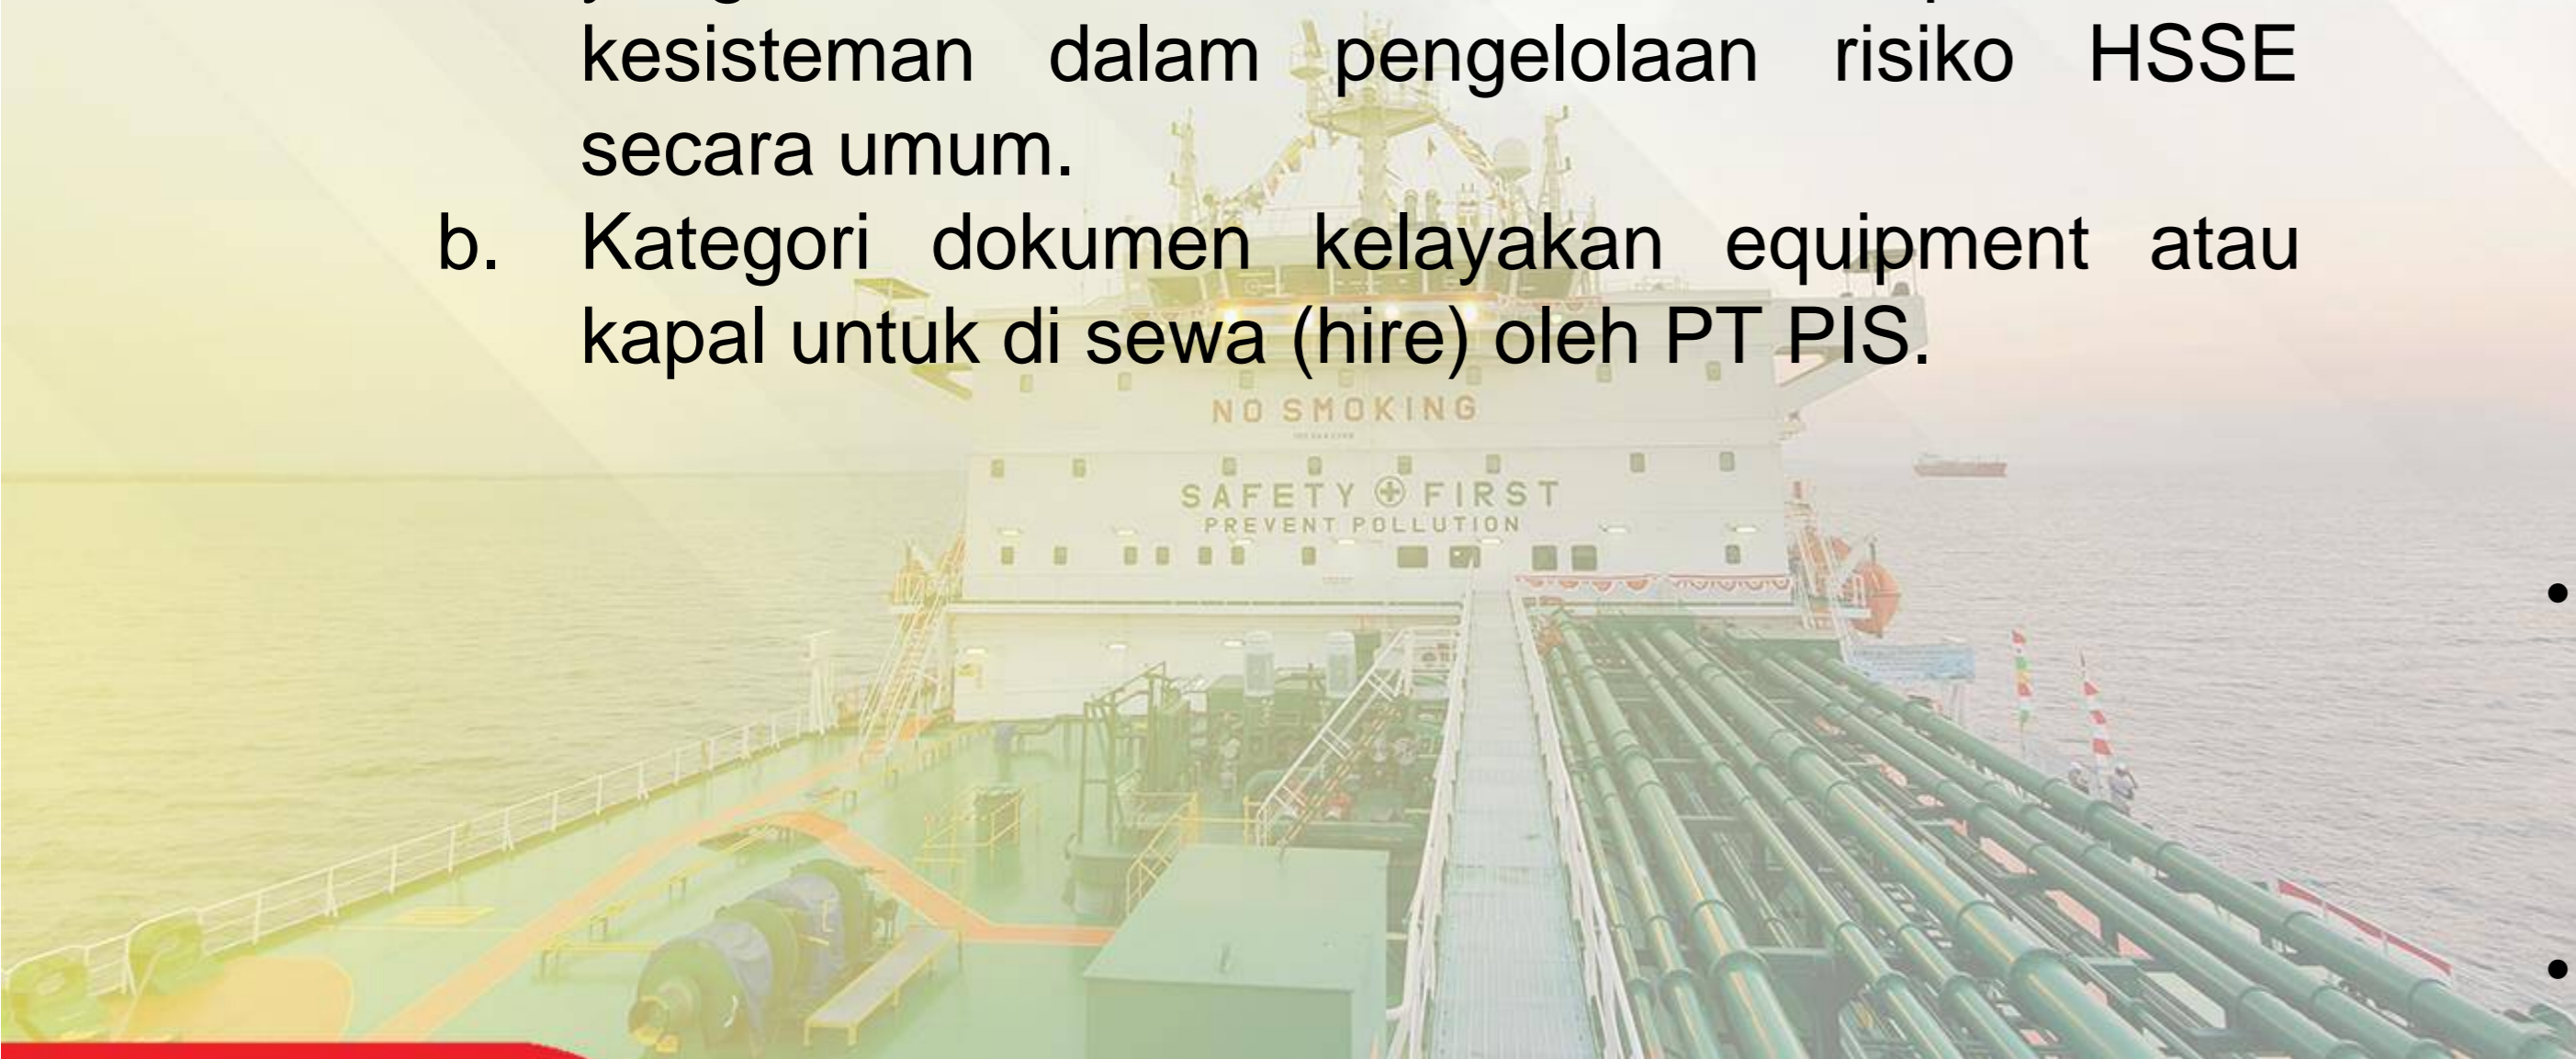 kesisteman dalam pengelolaan risiko HSSE
secara umum.
b. Kategori dokumen kelayakan equipment atau
kapal untuk di sewa (hire) oleh PT PIS.
NO SMOKING
SAFETY FIRST
PREVENT POLLUTION
•
•